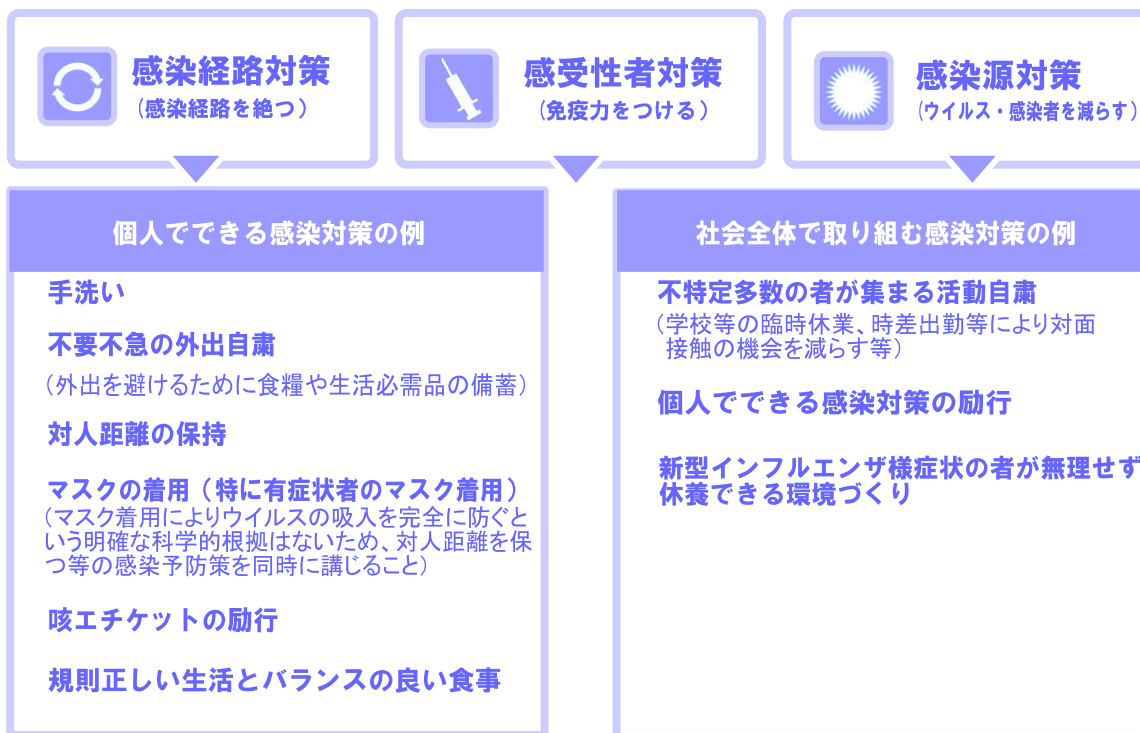 感染経路対策
(感染経路を絶つ)
感受性者対策
(免疫力をつける)
感染源対策
(ウイルス・感染者を減らす)
個人でできる感染対策の例
手洗い
不要不急の外出自粛
(外出を避けるために食糧や生活必需品の備蓄)
対人距離の保持
マスクの着用(特に有症状者のマスク着用)
(マスク着用によりウイルスの吸入を完全に防ぐと
いう明確な科学的根拠はないため、対人距離を保
つ等の感染予防策を同時に講じること)
咳エチケットの励行
規則正しい生活とバランスの良い食事
社会全体で取り組む感染対策の例
不特定多数の者が集まる活動自粛
(学校等の臨時休業、時差出勤等により対面
接触の機会を減らす等)
個人でできる感染対策の励行
新型インフルエンザ様症状の者が無理せず
休養できる環境づくり